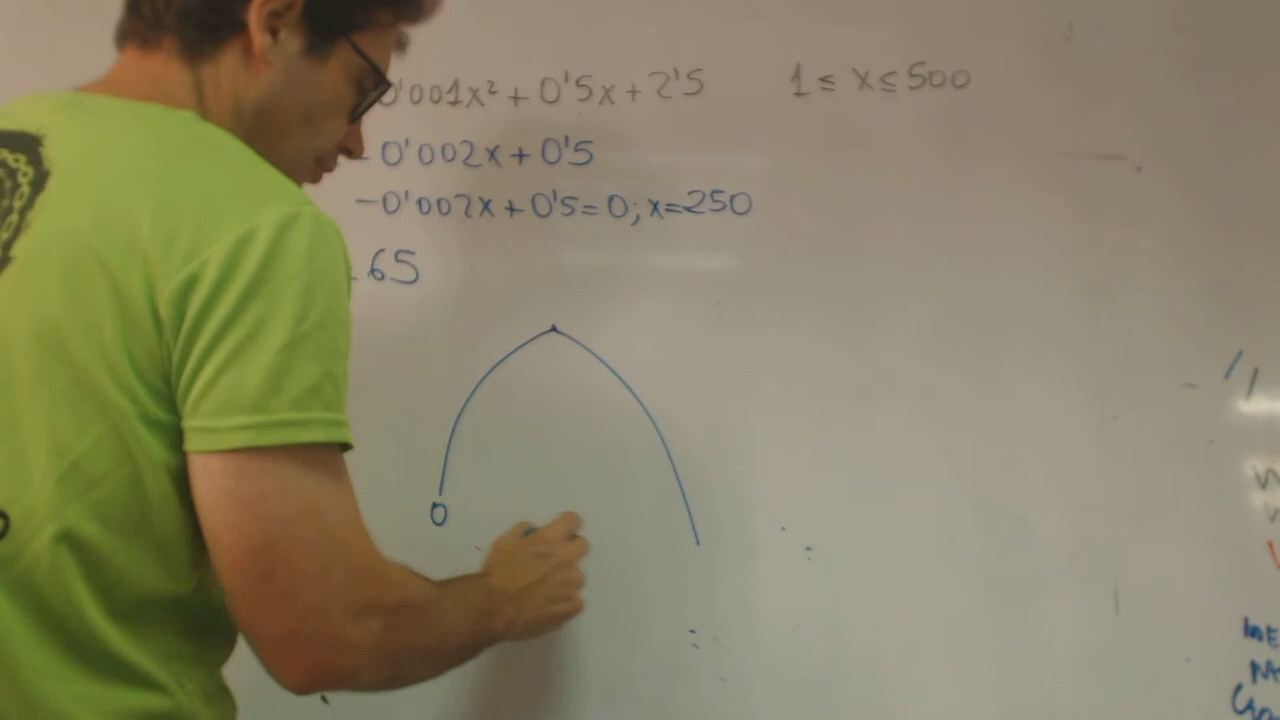 0'001x² + 0'5x + 2'5 1 ≤ x ≤ 500
- 0'002x + 0'5
-0'002x + 0'5 = 0; x=250
.65
0